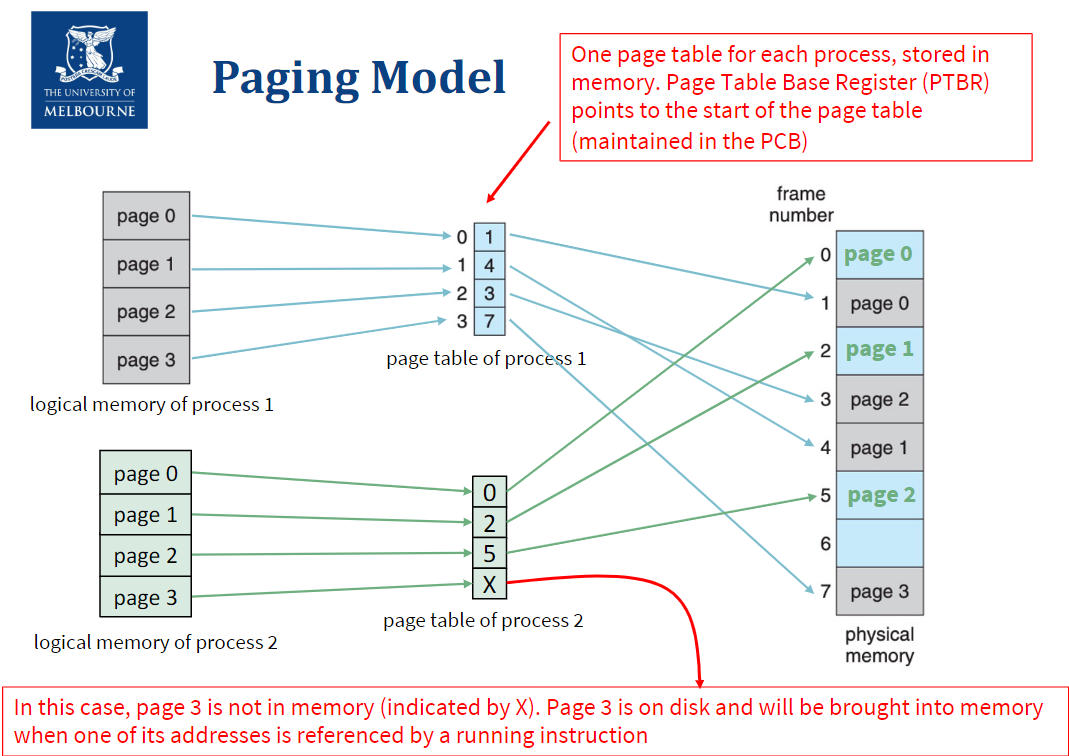 THE UNIVERSITY OF
MELBOURNE
Paging Model
One page table for each process, stored in
memory. Page Table Base Register (PTBR)
points to the start of the page table
(maintained in the PCB)
page 0
page 1
page 2
page 3
logical memory of process 1
0 1
1 4
2 3
3 7
page table of process 1
frame
number
0 page 0
1 page 0
2 page 1
3 page 2
4 page 1
5 page 2
6
7 page 3
physical
memory
page 0
page 1
page 2
page 3
logical memory of process 2
0
2
5
X
page table of process 2
In this case, page 3 is not in memory (indicated by X). Page 3 is on disk and will be brought into memory
when one of its addresses is referenced by a running instruction